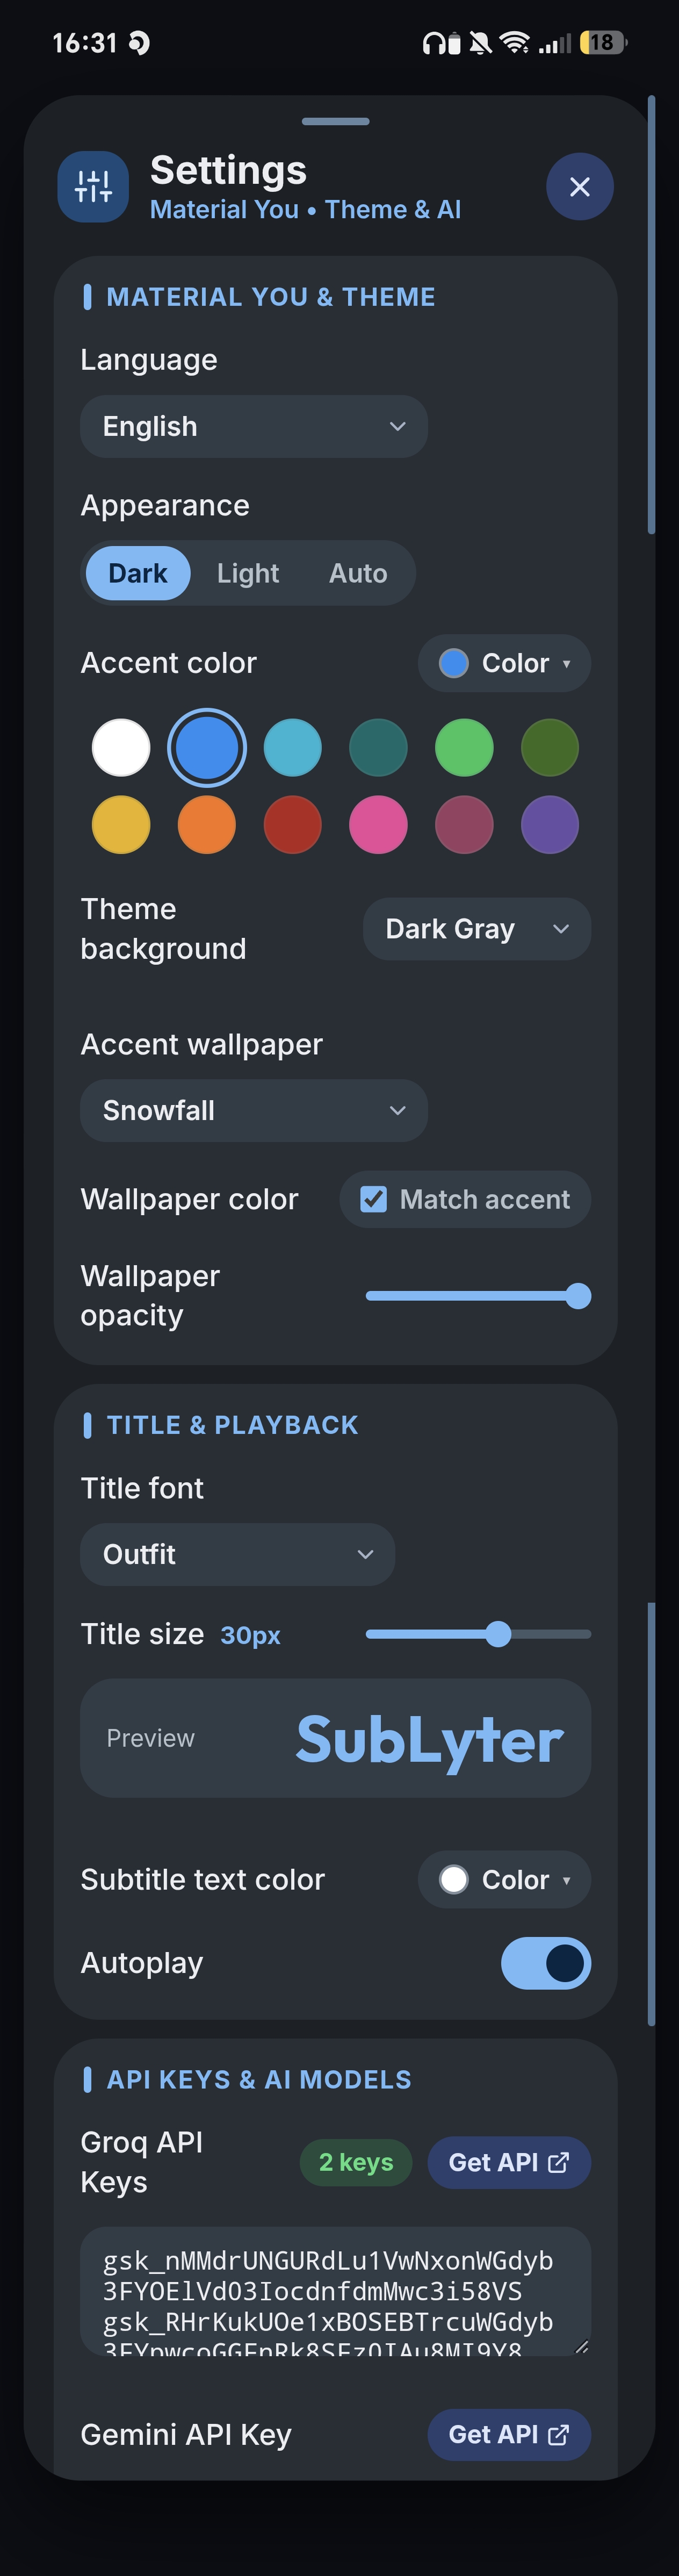 16:31
18
Settings
Material You • Theme & AI
MATERIAL YOU & THEME
Language
English
Appearance
Dark Light Auto
Accent color
Color
Theme
background
Dark Gray
Accent wallpaper
Snowfall
Wallpaper color
Match accent
Wallpaper
opacity
TITLE & PLAYBACK
Title font
Outfit
Title size 30px
Preview
SubLyter
Subtitle text color
Color
Autoplay
API KEYS & AI MODELS
Groq API
Keys
2 keys
Get API
gsk_nMMdrUNGURdLu1VwNxonWGdyb
3FYOElVdO3IocdnfdmMwc3i58VS
gsk_RHrKukUOe1xBOSEBTrcuWGdyb
Gemini API Key
Get API